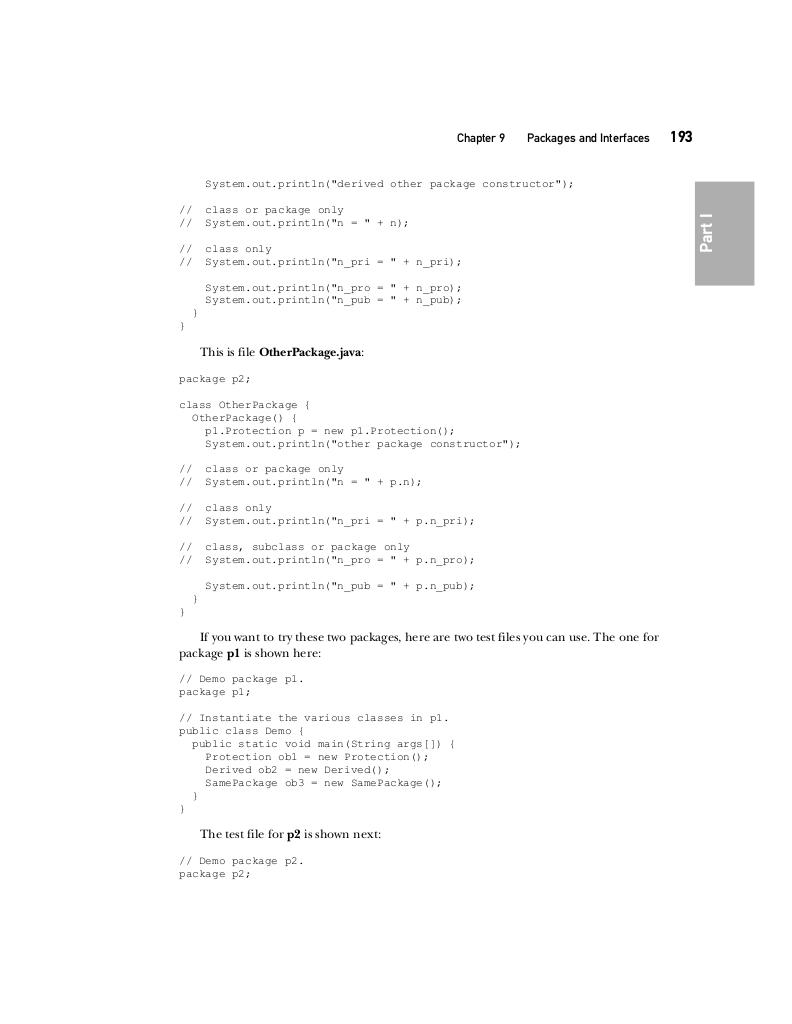 Chapter 9 Packages and Interfaces 193
Part I
System.out.println("derived other package constructor");
// class or package only
// System.out.println("n = " + n);
// class only
// System.out.println("n_pri = " + n_pri);
System.out.println("n_pro = " + n_pro);
System.out.println("n_pub = " + n_pub);
}
}
This is file OtherPackage.java:
package p2;
class OtherPackage {
OtherPackage() {
p1.Protection p = new p1.Protection();
System.out.println("other package constructor");
// class or package only
// System.out.println("n = " + p.n);
// class only
// System.out.println("n_pri = " + p.n_pri);
// class, subclass or package only
// System.out.println("n_pro = " + p.n_pro);
System.out.println("n_pub = " + p.n_pub);
}
}
If you want to try these two packages, here are two test files you can use. The one for
package p1 is shown here:
// Demo package p1.
package p1;
// Instantiate the various classes in p1.
public class Demo {
public static void main(String args[]) {
Protection ob1 = new Protection();
Derived ob2 = new Derived();
SamePackage ob3 = new SamePackage();
}
}
The test file for p2 is shown next:
// Demo package p2.
package p2;